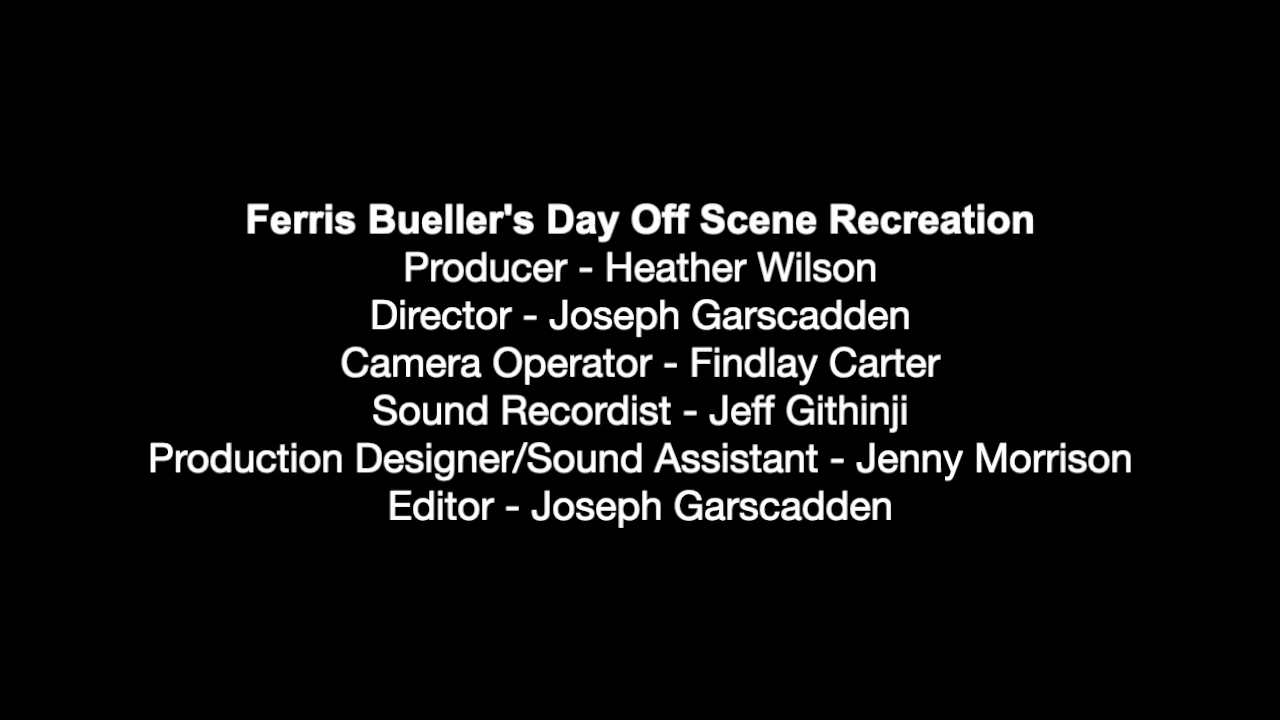 Ferris Bueller's Day Off Scene Recreation
Producer - Heather Wilson
Director - Joseph Garscadden
Camera Operator - Findlay Carter
Sound Recordist - Jeff Githinji
Production Designer/Sound Assistant - Jenny Morrison
Editor - Joseph Garscadden